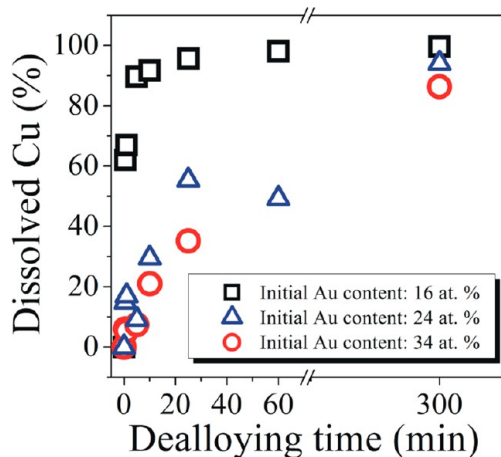 Dissolved Cu (%)
100
80
60
40
20
0
Initial Au content: 16 at. %
Initial Au content: 24 at. %
Initial Au content: 34 at. %
0 20 40 60 300
Dealloying time (min)